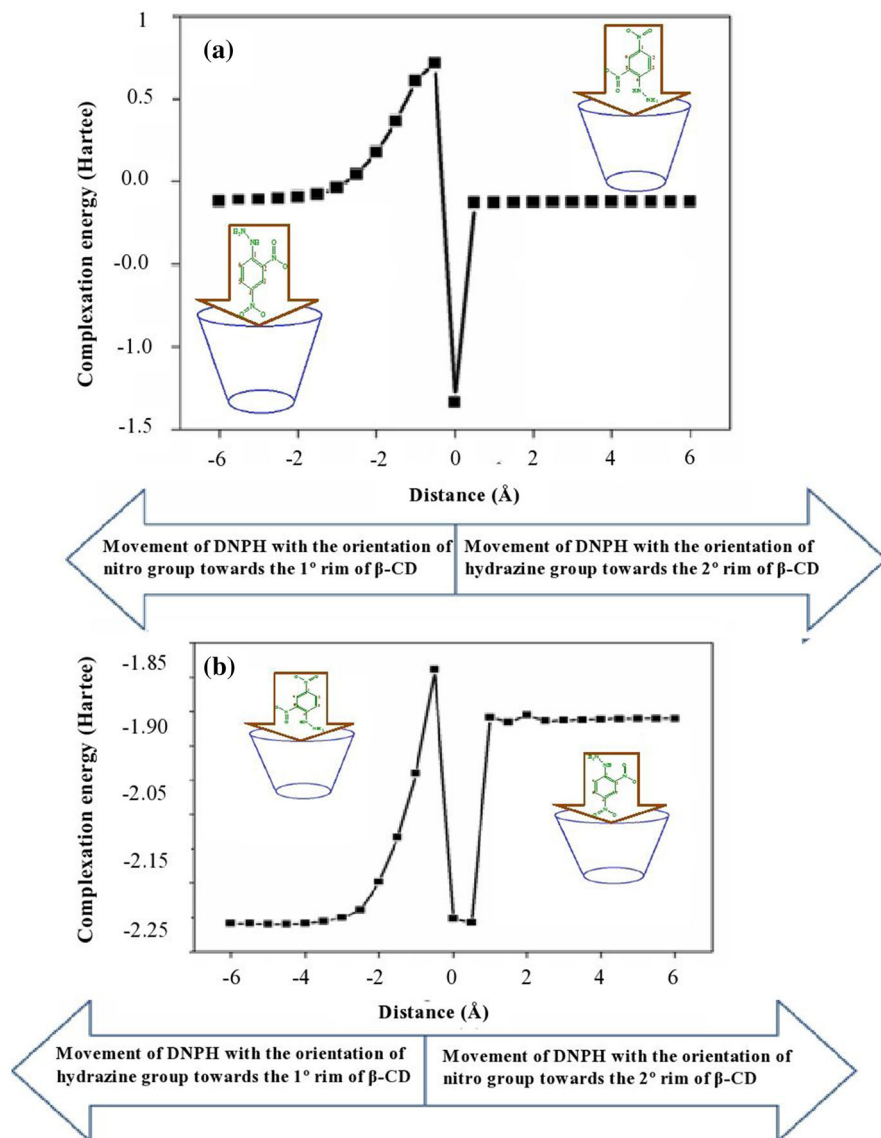 (a)
Complexation energy (Hartee)
1
0.5
0.0
-0.0
-1.0
-1.5
-6
-2
-2
0
2
4
6
Distance (Å)
Movement of DNPH with the orientation of
nitro group towards the 1º rim of β-CD
Movement of DNPH with the orientation of
hydrazine group towards the 2º rim of β-CD
(b)
Complexation energy (Hartee)
-1.85
-1.90
-2.05
-2.15
-2.25
-6
-4
-2
0
2
4
6
Distance (Å)
Movement of DNPH with the orientation of
hydrazine group towards the 1º rim of β-CD
Movement of DNPH with the orientation of
nitro group towards the 2º rim of β-CD